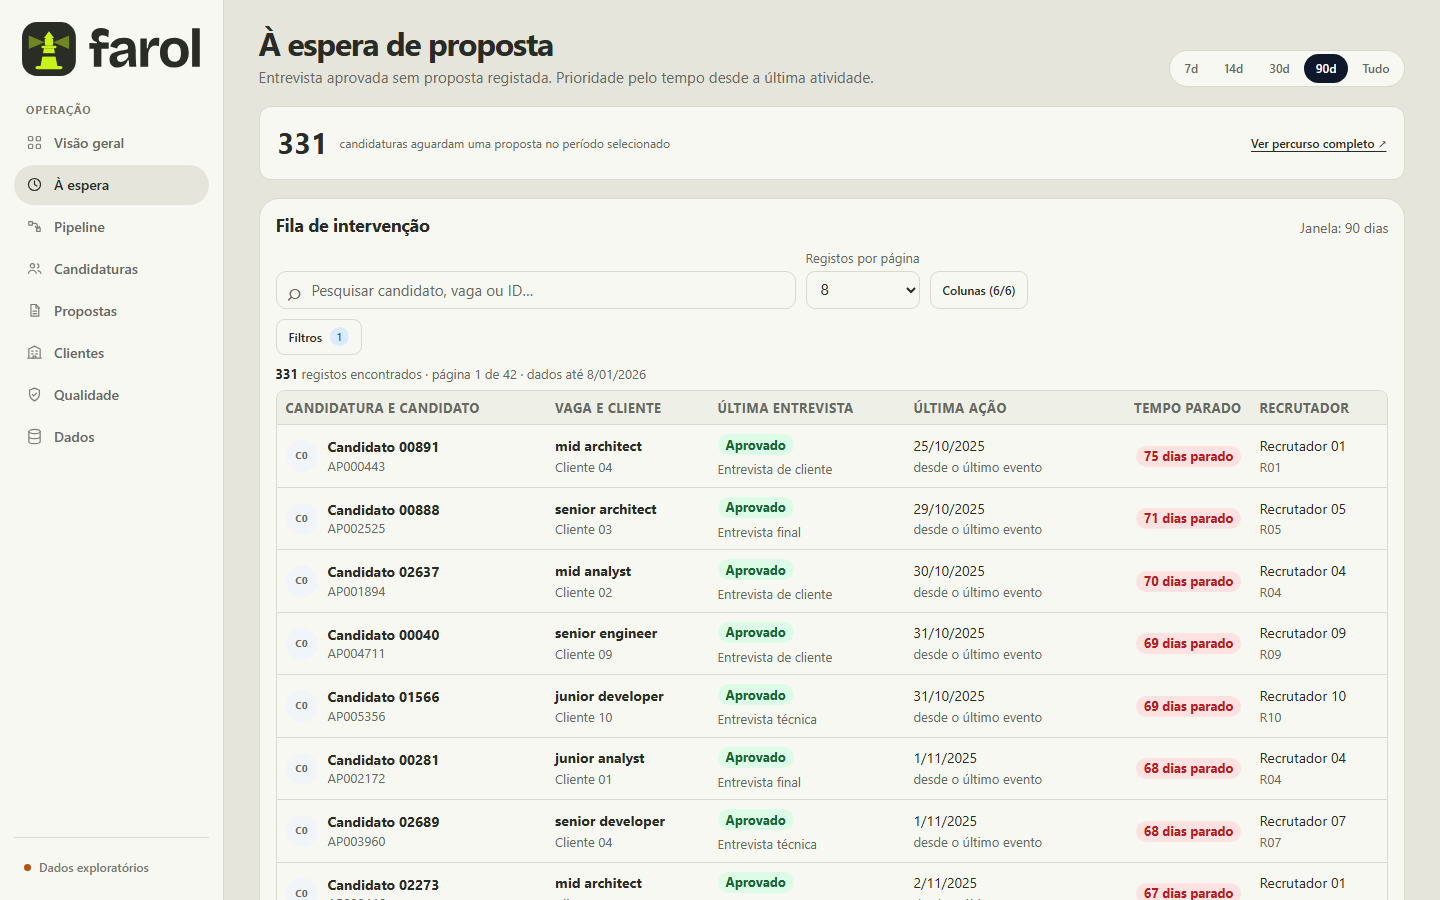 farol
OPERAÇÃO
Visão geral
À espera
Pipeline
Candidaturas
Propostas
Clientes
Qualidade
Dados
Dados exploratórios
À espera de proposta
Entrevista aprovada sem proposta registada. Prioridade pelo tempo desde a última atividade.
7d 14d 30d 90d Tudo
331 candidaturas aguardam uma proposta no período selecionado
Ver percurso completo ↗
Fila de intervenção
Janela: 90 dias
Registos por página
Pesquisar candidato, vaga ou ID...
8
Colunas (6/6)
Filtros 1
331 registos encontrados · página 1 de 42 · dados até 8/01/2026
CANDIDATURA E CANDIDATO VAGA E CLIENTE ÚLTIMA ENTREVISTA ÚLTIMA AÇÃO TEMPO PARADO RECRUTADOR
C0 Candidato 00891 mid architect Aprovado 25/10/2025 75 dias parado Recrutador 01
AP000443 Cliente 04 Entrevista de cliente desde o último evento R01
C0 Candidato 00888 senior architect Aprovado 29/10/2025 71 dias parado Recrutador 05
AP002525 Cliente 03 Entrevista final desde o último evento R05
C0 Candidato 02637 mid analyst Aprovado 30/10/2025 70 dias parado Recrutador 04
AP001894 Cliente 02 Entrevista de cliente desde o último evento R04
C0 Candidato 00040 senior engineer Aprovado 31/10/2025 69 dias parado Recrutador 09
AP004711 Cliente 09 Entrevista de cliente desde o último evento R09
C0 Candidato 01566 junior developer Aprovado 31/10/2025 69 dias parado Recrutador 10
AP005356 Cliente 10 Entrevista técnica desde o último evento R10
C0 Candidato 00281 junior analyst Aprovado 1/11/2025 68 dias parado Recrutador 04
AP002172 Cliente 01 Entrevista final desde o último evento R04
C0 Candidato 02689 senior developer Aprovado 1/11/2025 68 dias parado Recrutador 07
AP003960 Cliente 04 Entrevista técnica desde o último evento R07
C0 Candidato 02273 mid architect Aprovado 2/11/2025 67 dias parado Recrutador 01